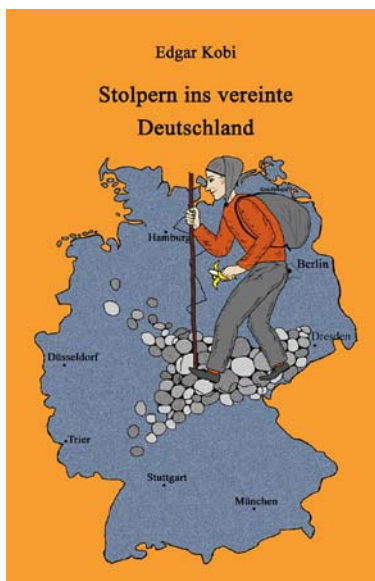 Edgar Kobi
Stolpern ins vereinte
Deutschland
Hamburg
Berlin
Dresden
Düsseldorf
Trier
Stuttgart
München